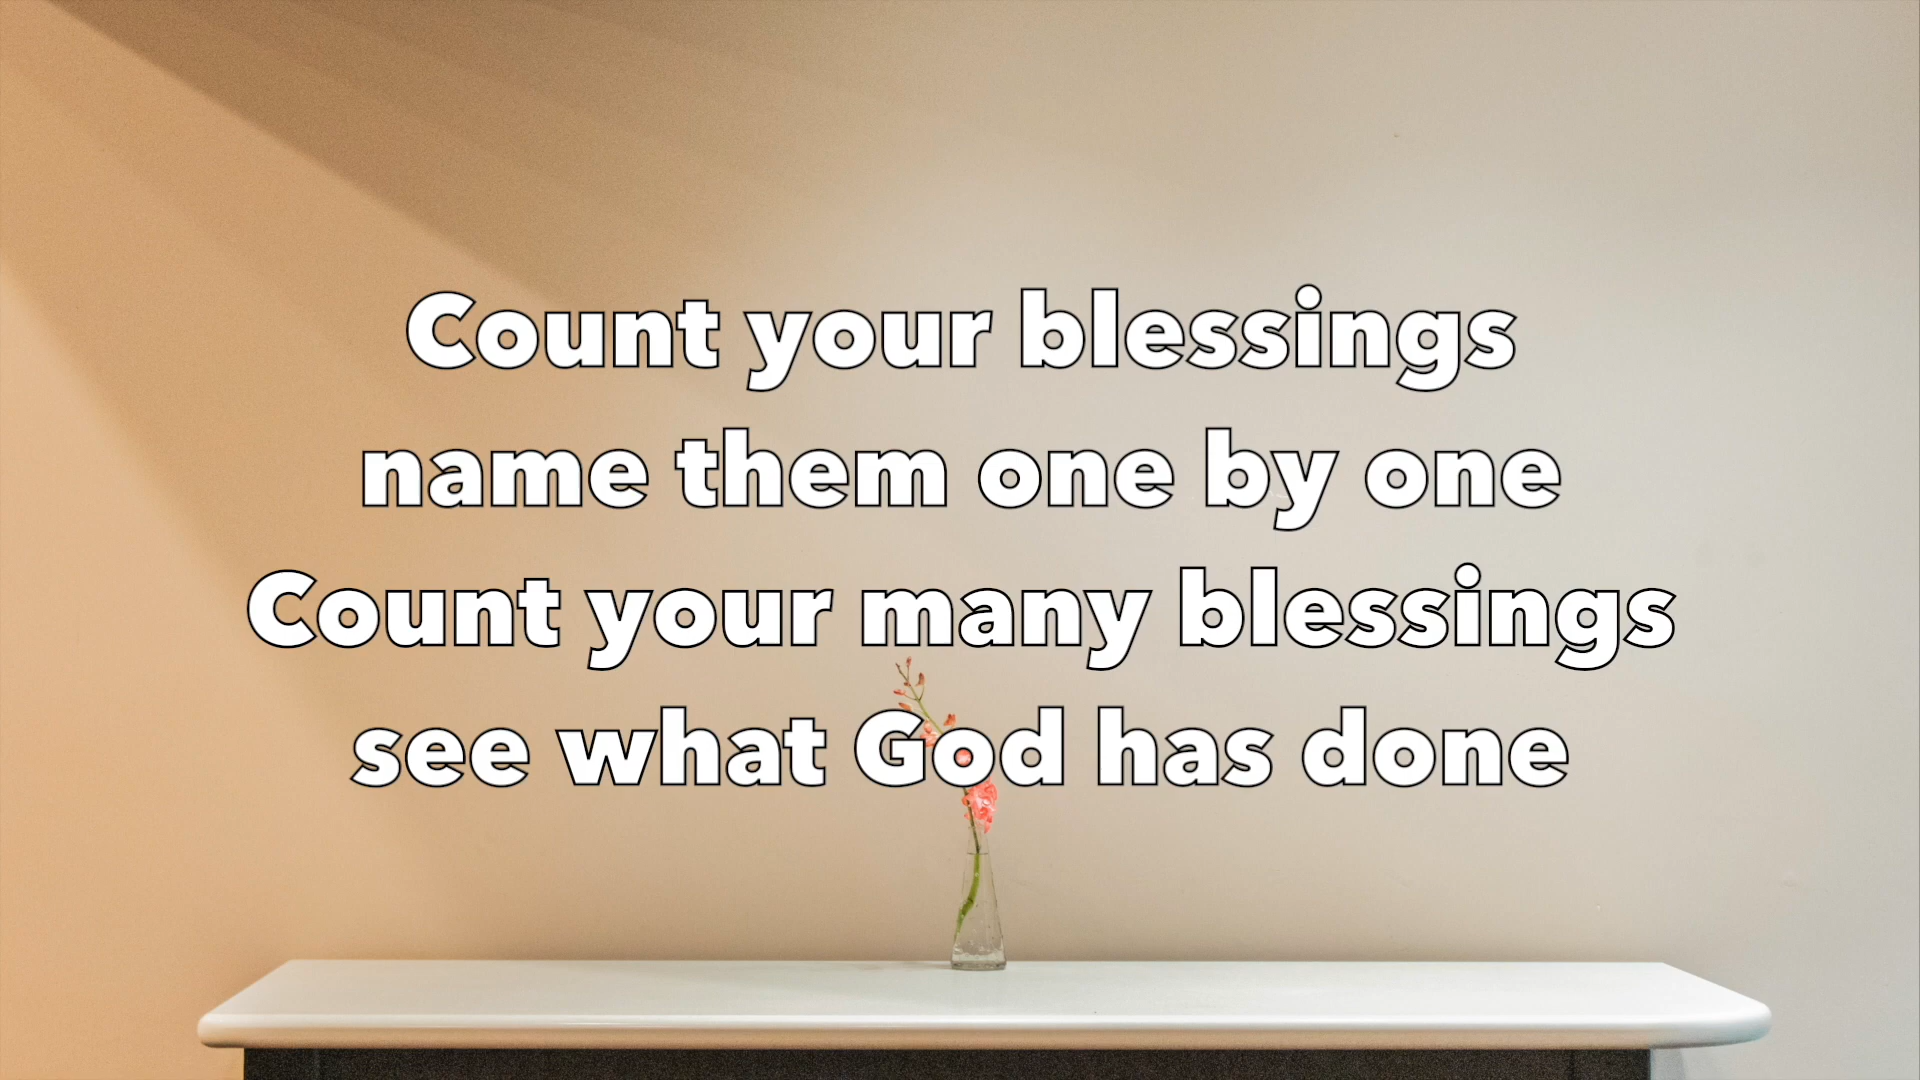 Count your blessings
name them one by one
Count your many blessings
see what God has done